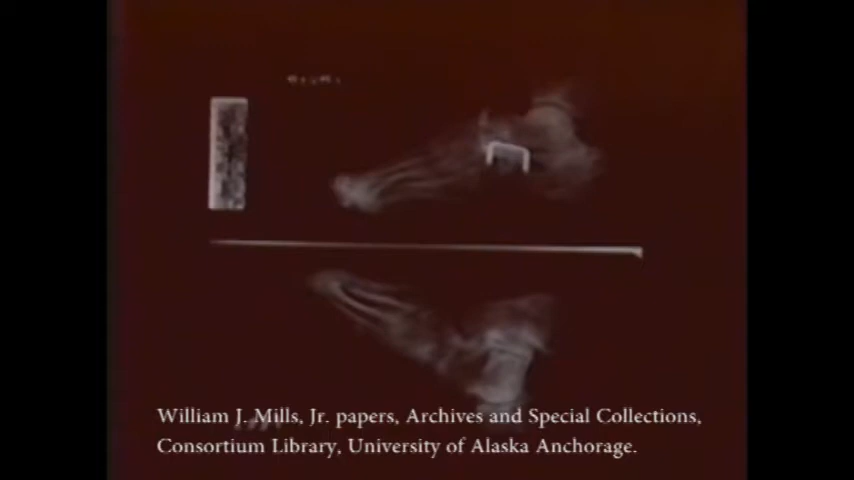 William J. Mills, Jr. papers, Archives and Special Collections,
Consortium Library, University of Alaska Anchorage.